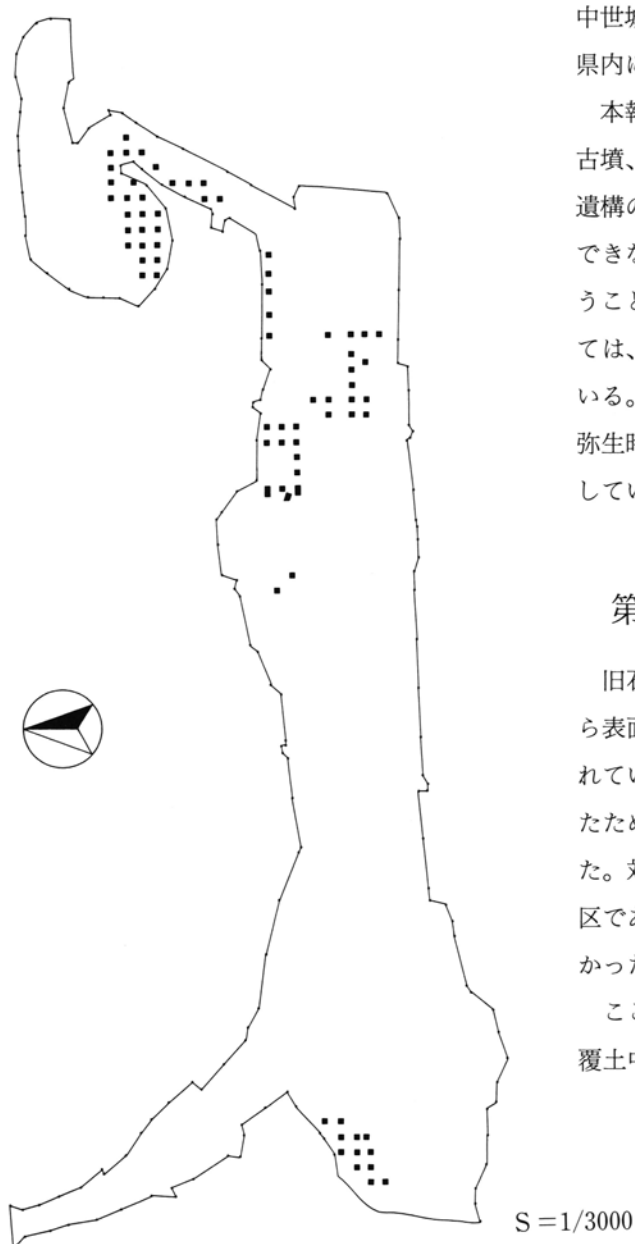 中世城
県内に
本報
古墳、
遺構の
できな
うこと
ては、
いる。
弥生時
してい
第
旧石
ら表面
れてい
たため
た。対
区であ
かった
ここ
覆土中
S=1/3000